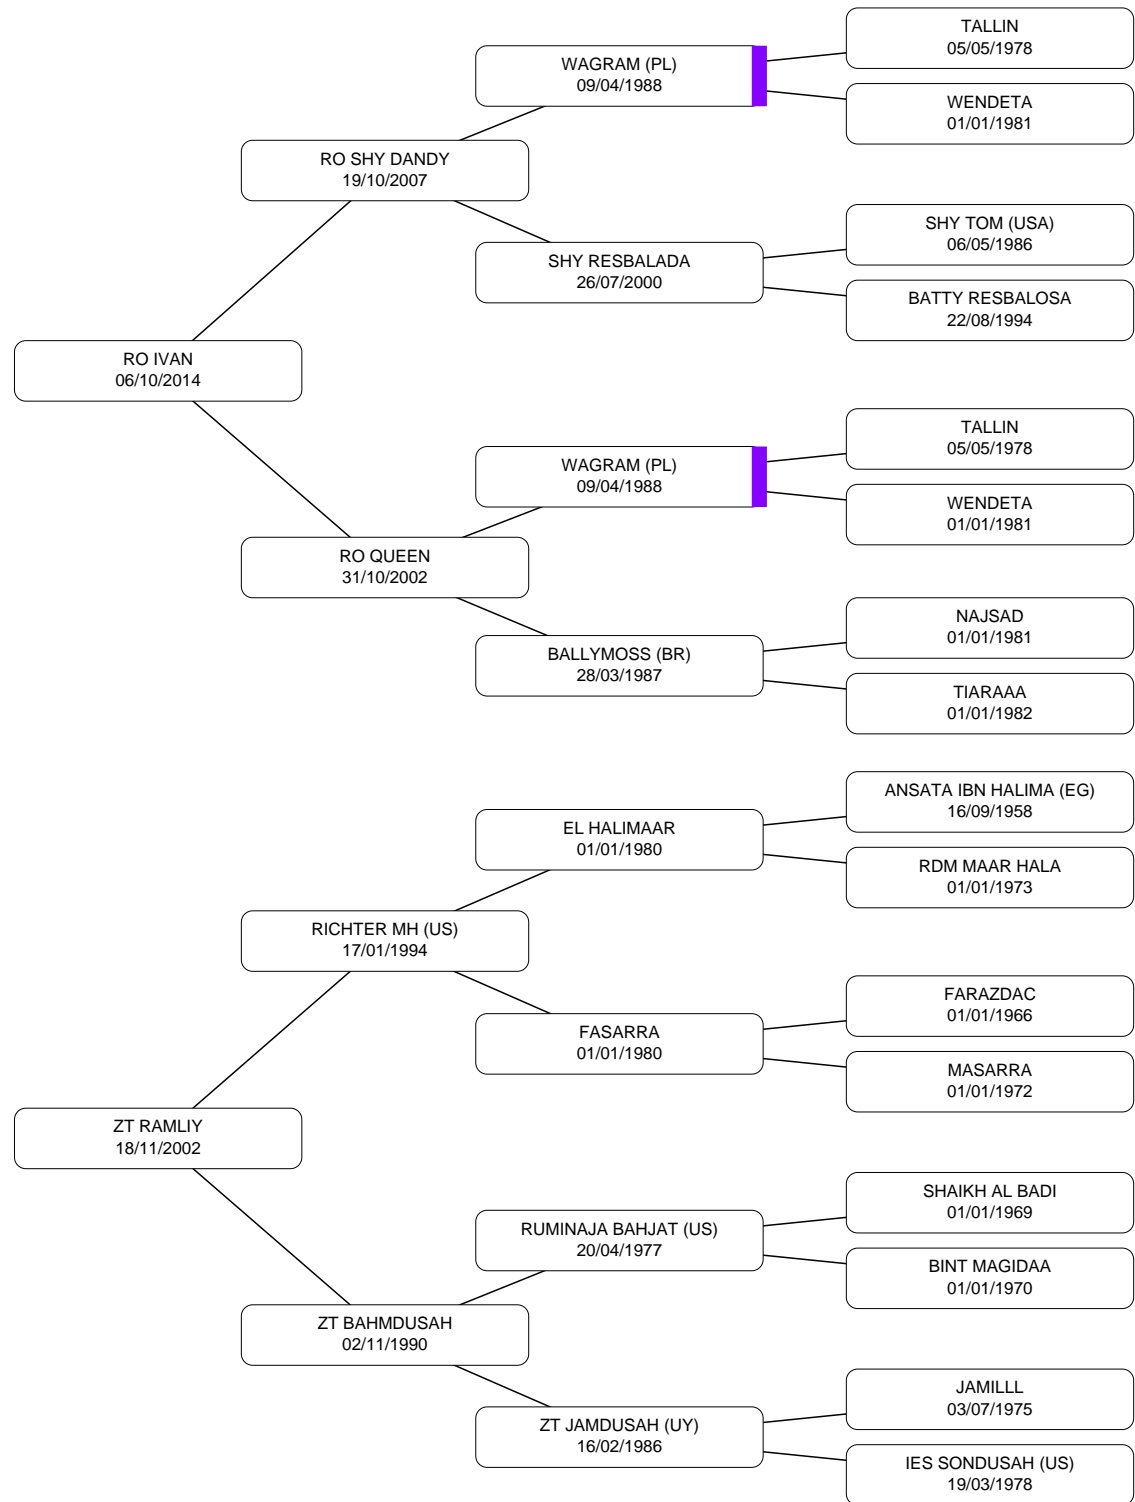 TALLIN
05/05/1978
WAGRAM (PL)
09/04/1988
WENDETA
01/01/1981
RO SHY DANDY
19/10/2007
SHY TOM (USA)
06/05/1986
SHY RESBALADA
26/07/2000
BATTY RESBALOSA
22/08/1994
RO IVAN
06/10/2014
TALLIN
05/05/1978
WAGRAM (PL)
09/04/1988
WENDETA
01/01/1981
RO QUEEN
31/10/2002
NAJSAD
01/01/1981
BALLYMOSS (BR)
28/03/1987
TIARAAA
01/01/1982
ANSATA IBN HALIMA (EG)
16/09/1958
EL HALIMAAR
01/01/1980
RDM MAAR HALA
01/01/1973
RICHTER MH (US)
17/01/1994
FARAZDAC
01/01/1966
FASARRA
01/01/1980
MASARRA
01/01/1972
ZT RAMLIY
18/11/2002
SHAIKH AL BADI
01/01/1969
RUMINAJA BAHJAT (US)
20/04/1977
BINT MAGIDAA
01/01/1970
ZT BAHMDUSAH
02/11/1990
JAMILLL
03/07/1975
ZT JAMDUSAH (UY)
16/02/1986
IES SONDUSAH (US)
19/03/1978